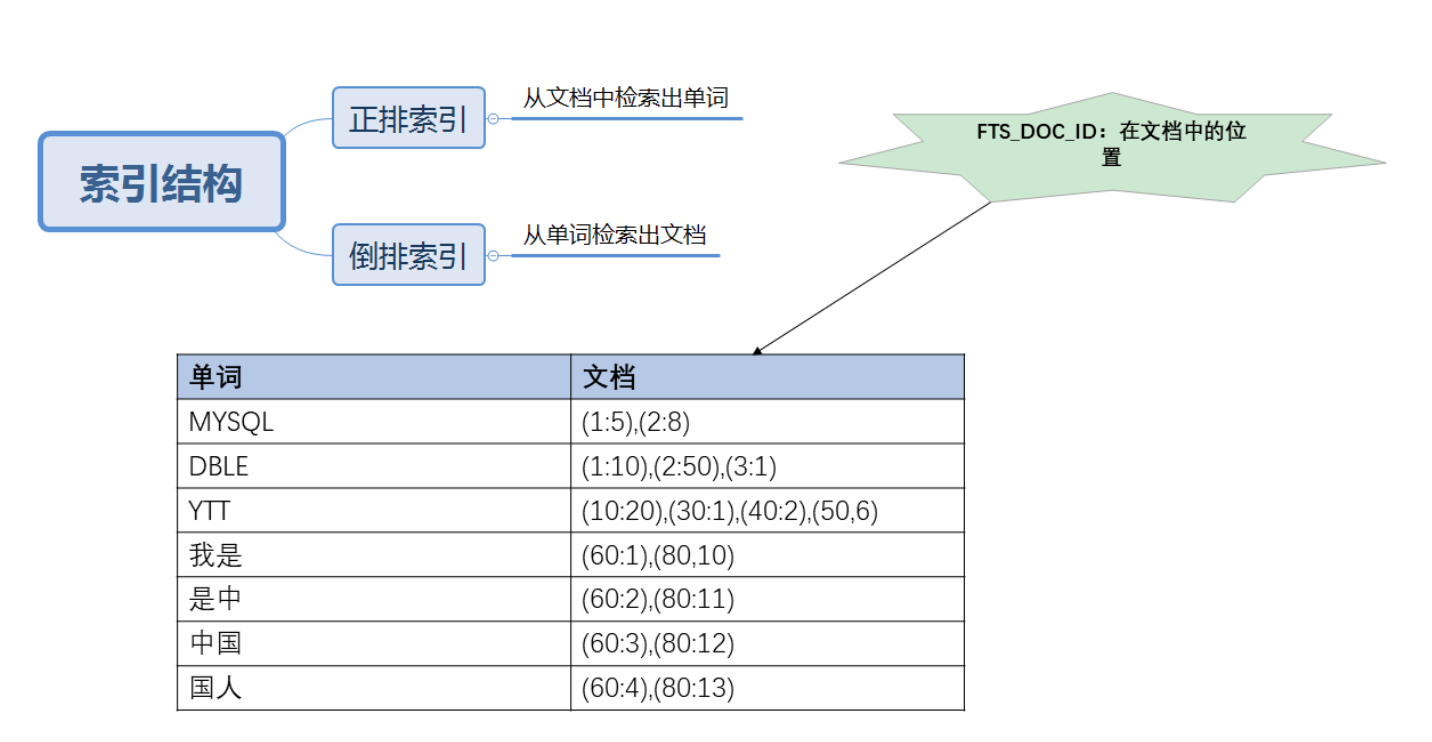 索引结构
正排索引
从文档中检索出单词
倒排索引
从单词检索出文档
FTS_DOC_ID：在文档中的位
置
单词 文档
MYSQL (1:5),(2:8)
DBLE (1:10),(2:50),(3:1)
YTT (10:20),(30:1),(40:2),(50,6)
我是 (60:1),(80,10)
是中 (60:2),(80:11)
中国 (60:3),(80:12)
国人 (60:4),(80:13)